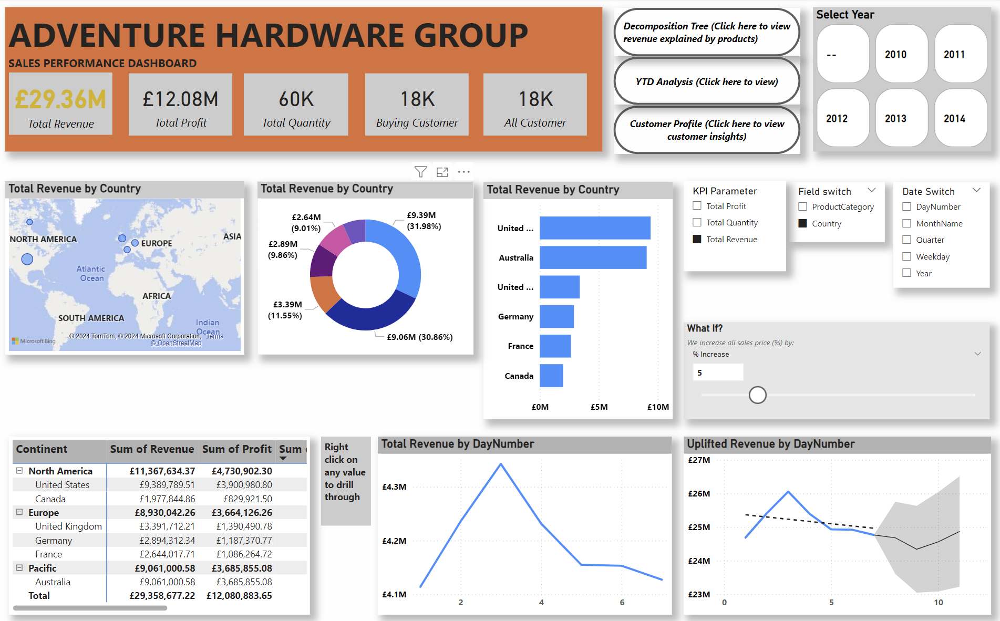 ADVENTURE HARDWARE GROUP
SALES PERFORMANCE DASHBOARD
£29.36M
Total Revenue
£12.08M
Total Profit
60K
Total Quantity
18K
Buying Customer
18K
All Customer
Decomposition Tree (Click here to view
revenue explained by products)
YTD Analysis (Click here to view)
Customer Profile (Click here to view
customer insights)
Select Year
--
2010
2011
2012
2013
2014
Total Revenue by Country
NORTH AMERICA
EUROPE
ASIA
Atlantic
Ocean
AFRICA
SOUTH AMERICA
Indian
Ocean
Microsoft Bing
© 2024 TomTom, © 2024 Microsoft Corporation, Terms
© OpenStreetMap
Total Revenue by Country
£9.39M
(31.98%)
£2.64M
(9.01%)
£2.89M
(9.86%)
£3.39M
(11.55%)
£9.06M (30.86%)
Total Revenue by Country
United ...
Australia
United ...
Germany
France
Canada
£0M £5M £10M
KPI Parameter
Total Profit
Total Quantity
Total Revenue
Field switch
ProductCategory
Country
Date Switch
DayNumber
MonthName
Quarter
Weekday
Year
What If?
We increase all sales price (%) by:
% Increase
5
Continent Sum of Revenue Sum of Profit Sum
North America £11,367,634.37 £4,730,902.30
United States £9,389,789.51 £3,900,980.80
Canada £1,977,844.86 £829,921.50
Europe £8,930,042.26 £3,664,126.26
United Kingdom £3,391,712.21 £1,390,490.78
Germany £2,894,312.34 £1,187,370.77
France £2,644,017.71 £1,086,264.72
Pacific £9,061,000.58 £3,685,855.08
Australia £9,061,000.58 £3,685,855.08
Total £29,358,677.22 £12,080,883.65
Right
click on
any value
to drill
through
Total Revenue by DayNumber
£4.3M
£4.2M
£4.1M
2 4 6
Uplifted Revenue by DayNumber
£27M
£26M
£25M
£24M
£23M
0 5 10